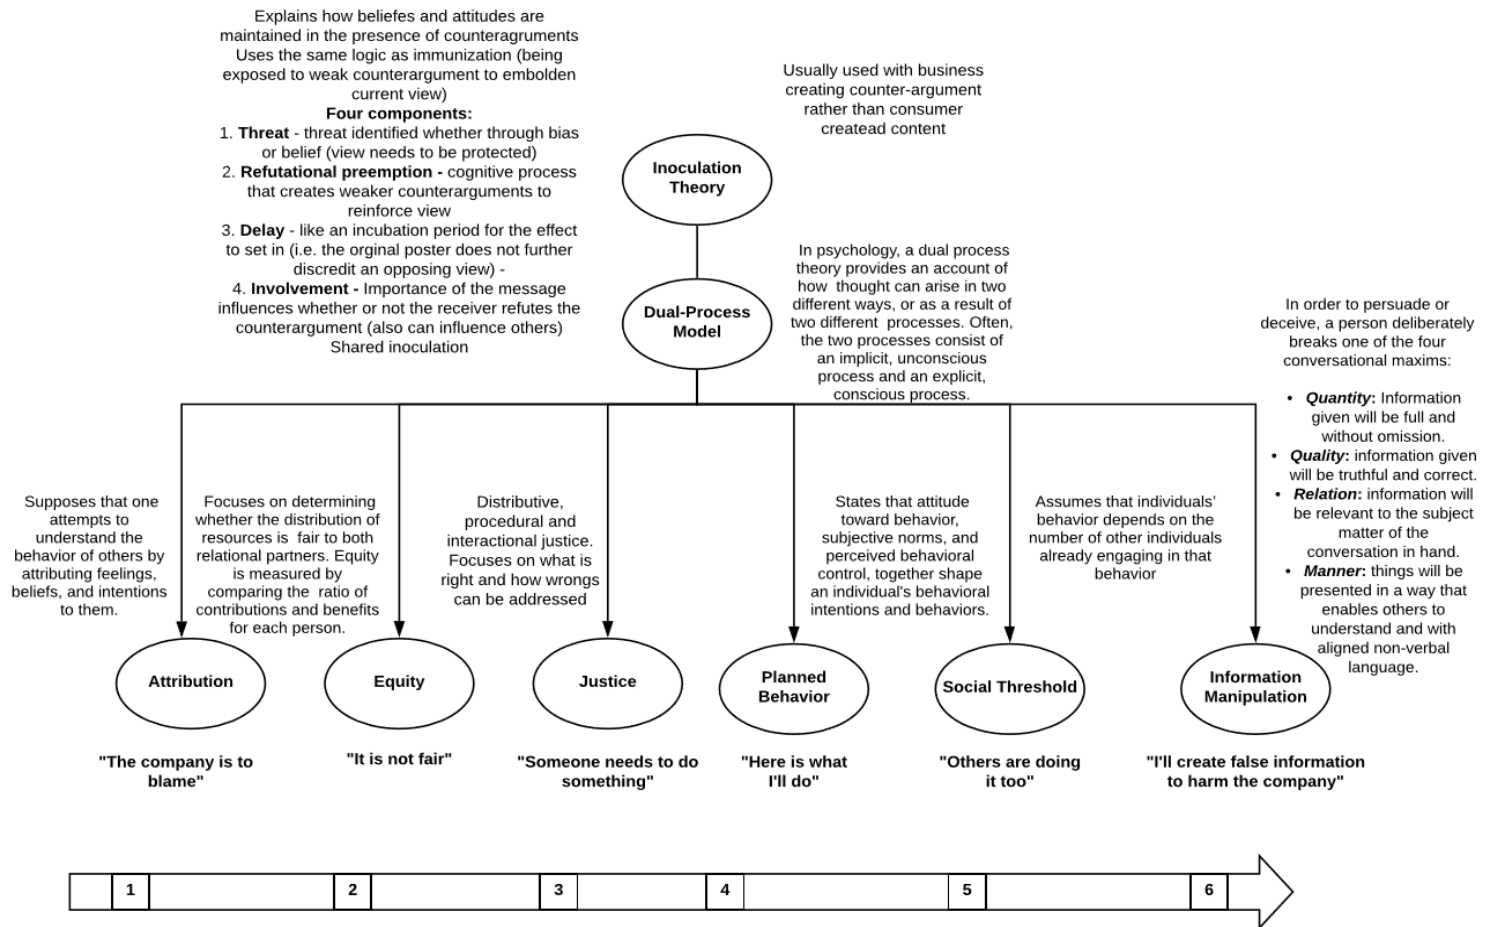 Explains how beliefes and attitudes are
maintained in the presence of counteragruments
Uses the same logic as immunization (being
exposed to weak counterargument to embolden
current view)
Four components:
1. Threat - threat identified whether through bias
or belief (view needs to be protected)
2. Refutational preemption - cognitive process
that creates weaker counterarguments to
reinforce view
3. Delay - like an incubation period for the effect
to set in (i.e. the orginal poster does not further
discredit an opposing view) -
4. Involvement - Importance of the message
influences whether or not the receiver refutes the
counterargument (also can influence others)
Shared inoculation
Usually used with business
creating counter-argument
rather than consumer
createad content
Inoculation
Theory
Dual-Process
Model
In psychology, a dual process
theory provides an account of
how thought can arise in two
different ways, or as a result of
two different processes. Often,
the two processes consist of
an implicit, unconscious
process and an explicit,
conscious process.
In order to persuade or
deceive, a person deliberately
breaks one of the four
conversational maxims:
• Quantity: Information
given will be full and
without omission.
• Quality: information given
will be truthful and correct.
• Relation: information will
be relevant to the subject
matter of the
conversation in hand.
• Manner: things will be
presented in a way that
enables others to
understand and with
aligned non-verbal
language.
Supposes that one
attempts to
understand the
behavior of others by
attributing feelings,
beliefs, and intentions
to them.
Focuses on determining
whether the distribution of
resources is fair to both
relational partners. Equity
is measured by
comparing the ratio of
contributions and benefits
for each person.
Distributive,
procedural and
interactional justice.
Focuses on what is
right and how wrongs
can be addressed
States that attitude
toward behavior,
subjective norms, and
perceived behavioral
control, together shape
an individual's behavioral
intentions and behaviors.
Assumes that individuals’
behavior depends on the
number of other individuals
already engaging in that
behavior
Attribution
Equity
Justice
Planned
Behavior
Social Threshold
Information
Manipulation
"The company is to
blame"
"It is not fair"
"Someone needs to do
something"
"Here is what
I'll do"
"Others are doing
it too"
"I'll create false information
to harm the company"
1
2
3
4
5
6